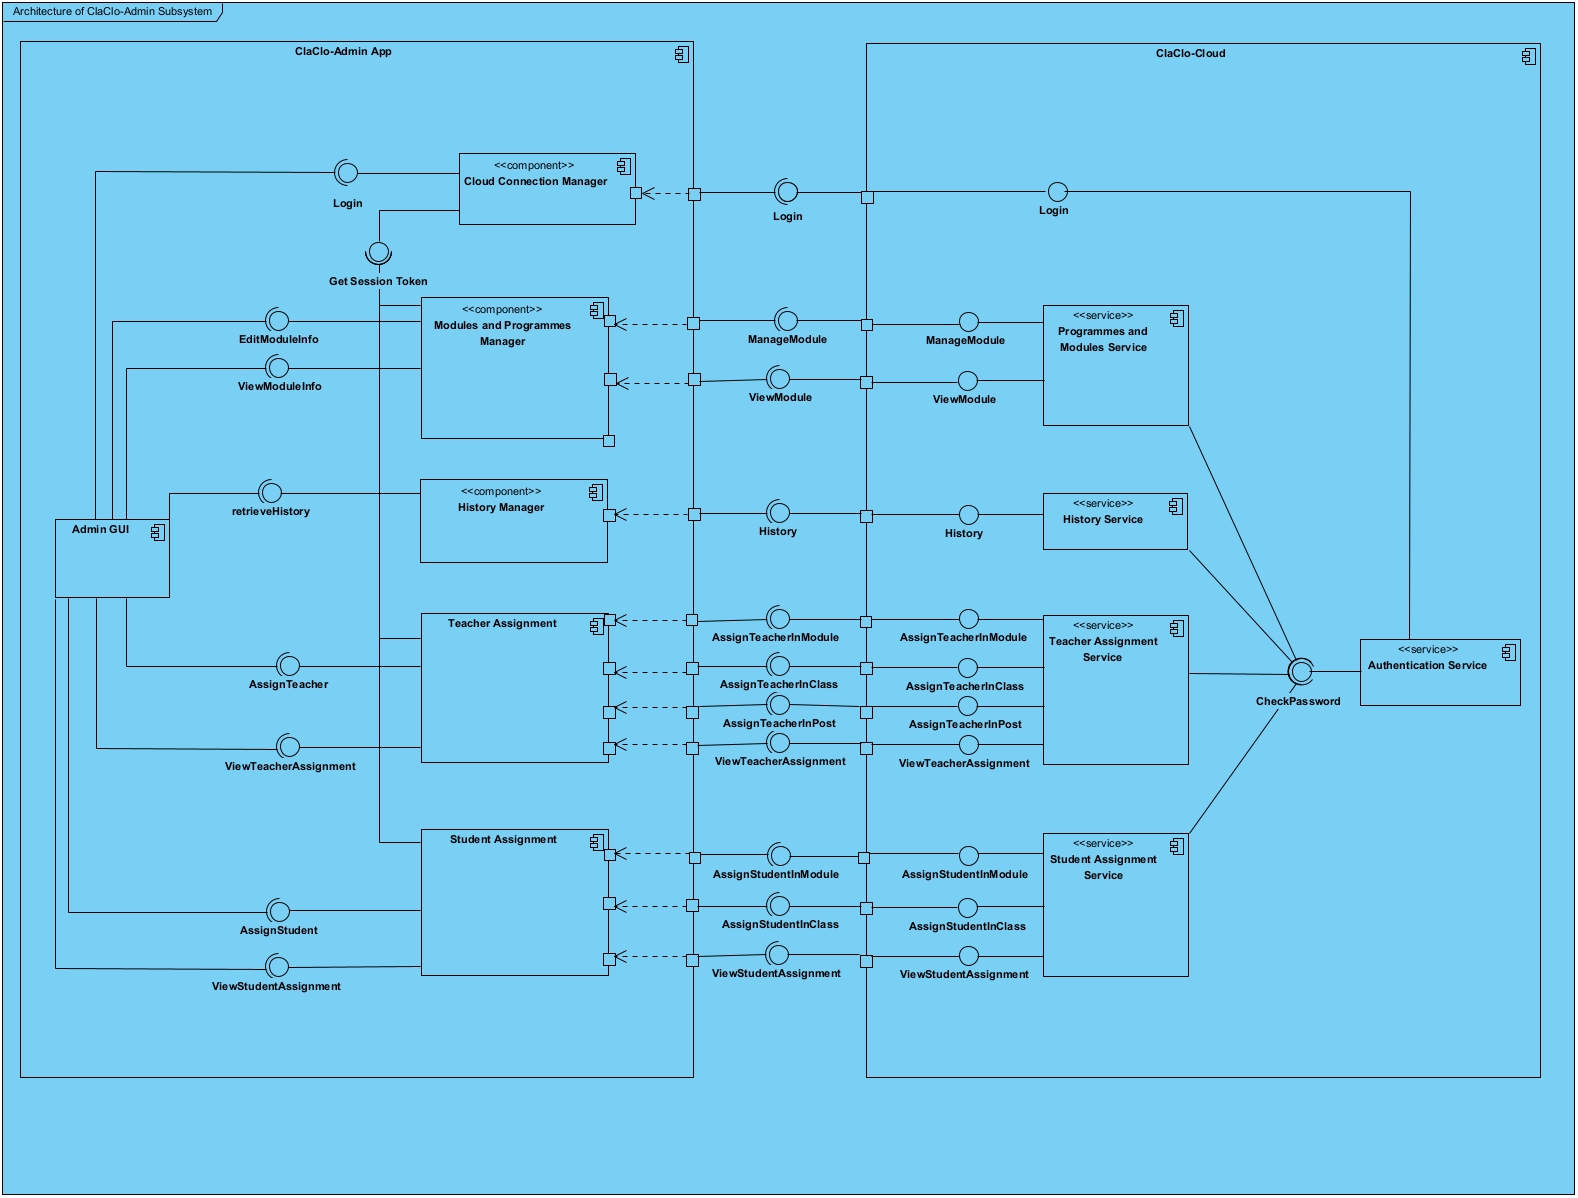 Architecture of ClaClo-Admin Subsystem
ClaClo-Admin App
ClaClo-Cloud
<<component>>
Cloud Connection Manager
Login
Login
Login
Get Session Token
<<component>>
Modules and Programmes
Manager
EditModuleInfo
ViewModuleInfo
ManageModule
ViewModule
ManageModule
ViewModule
<<service>>
Programmes and
Modules Service
<<component>>
History Manager
retrieveHistory
History
History
<<service>>
History Service
Admin GUI
Teacher Assignment
AssignTeacher
ViewTeacherAssignment
AssignTeacherInModule
AssignTeacherInClass
AssignTeacherInPost
ViewTeacherAssignment
AssignTeacherInModule
AssignTeacherInClass
AssignTeacherInPost
ViewTeacherAssignment
<<service>>
Teacher Assignment
Service
<<service>>
Authentication Service
CheckPassword
Student Assignment
AssignStudent
ViewStudentAssignment
AssignStudentInModule
AssignStudentInClass
ViewStudentAssignment
AssignStudentInModule
AssignStudentInClass
ViewStudentAssignment
<<service>>
Student Assignment
Service